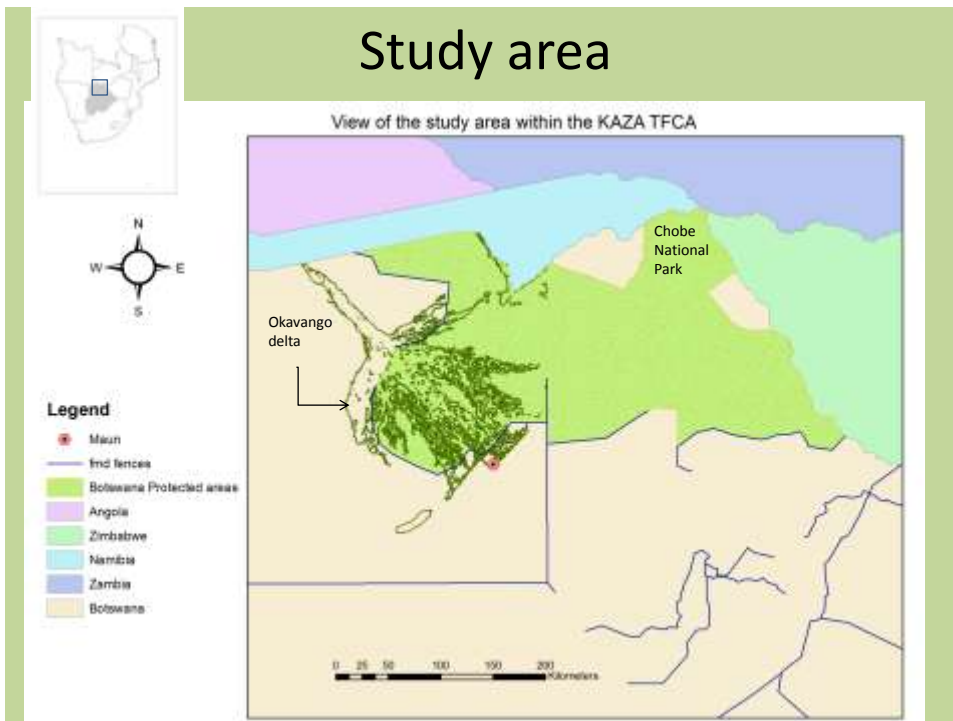 Study area
View of the study area within the KAZA TFCA
N
W
E
S
Chobe
National
Park
Okavango
delta
Legend
Maun
fmd fences
Botswana Protected areas
Angola
Zimbabwe
Namibia
Zambia
Botswana
0 25 50 100 150 200
Kilometers